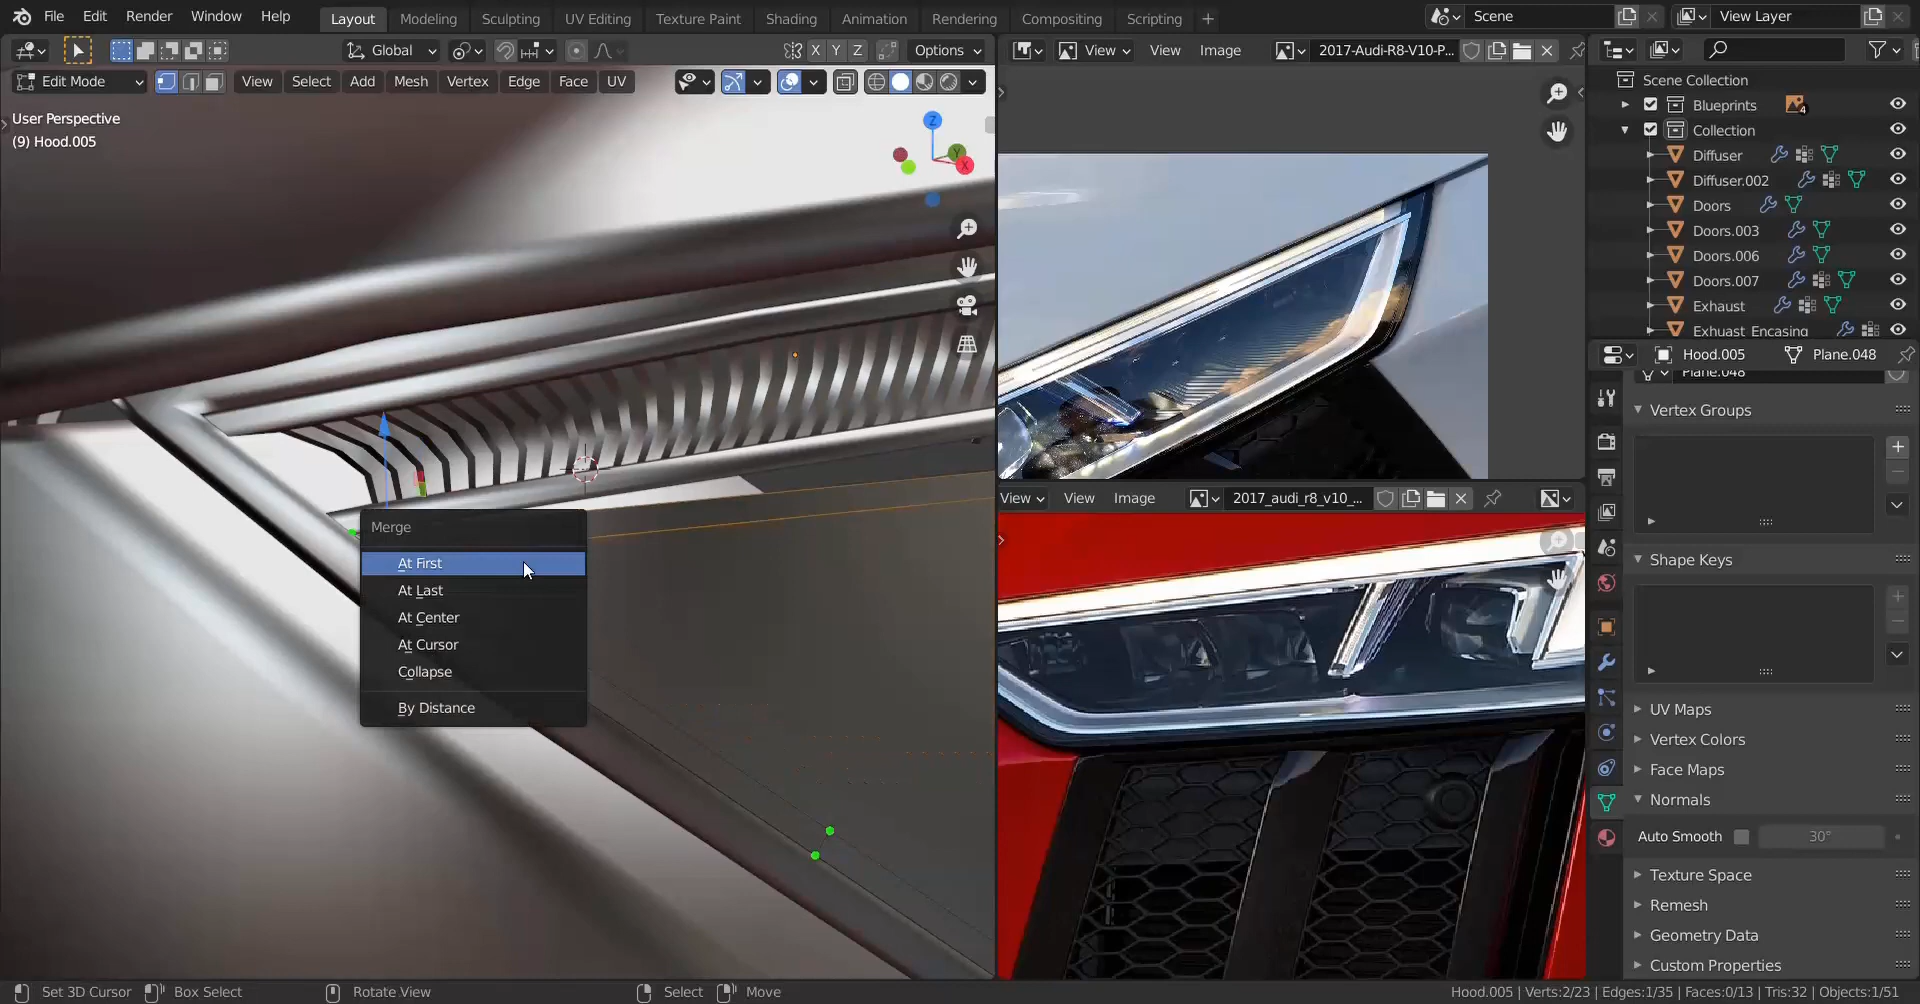 File Edit Render Window Help Layout Modeling Sculpting UV Editing Texture Paint Shading Animation Rendering Compositing Scripting + Scene View Layer
Global X Y Z Options View View Image 2017-Audi-R8-V10-P...
Edit Mode View Select Add Mesh Vertex Edge Face UV
User Perspective
(9) Hood.005
Z
Y
X
Scene Collection
Blueprints 4
Collection
Diffuser
Diffuser.002
Doors
Doors.003
Doors.006
Doors.007
Exhaust
Exhuast Encasing
Hood.005 Plane.048
Plane.048
Vertex Groups
Shape Keys
UV Maps
Vertex Colors
Face Maps
Normals
Auto Smooth 30°
Texture Space
Remesh
Geometry Data
Custom Properties
View View Image 2017_audi_r8_v10_...
Merge
At First
At Last
At Center
At Cursor
Collapse
By Distance
Set 3D Cursor Box Select Rotate View Select Move Hood.005 | Verts:2/23 | Edges:1/35 | Faces:0/13 | Tris:32 | Objects:1/51